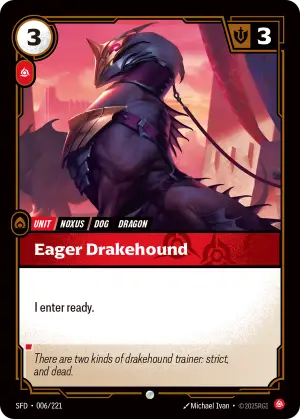 3
3
UNIT
NOXUS
DOG
DRAGON
Eager Drakehound
I enter ready.
There are two kinds of drakehound trainer: strict,
and dead.
SFD • 006/221
Michael Ivan • ©2025RGI